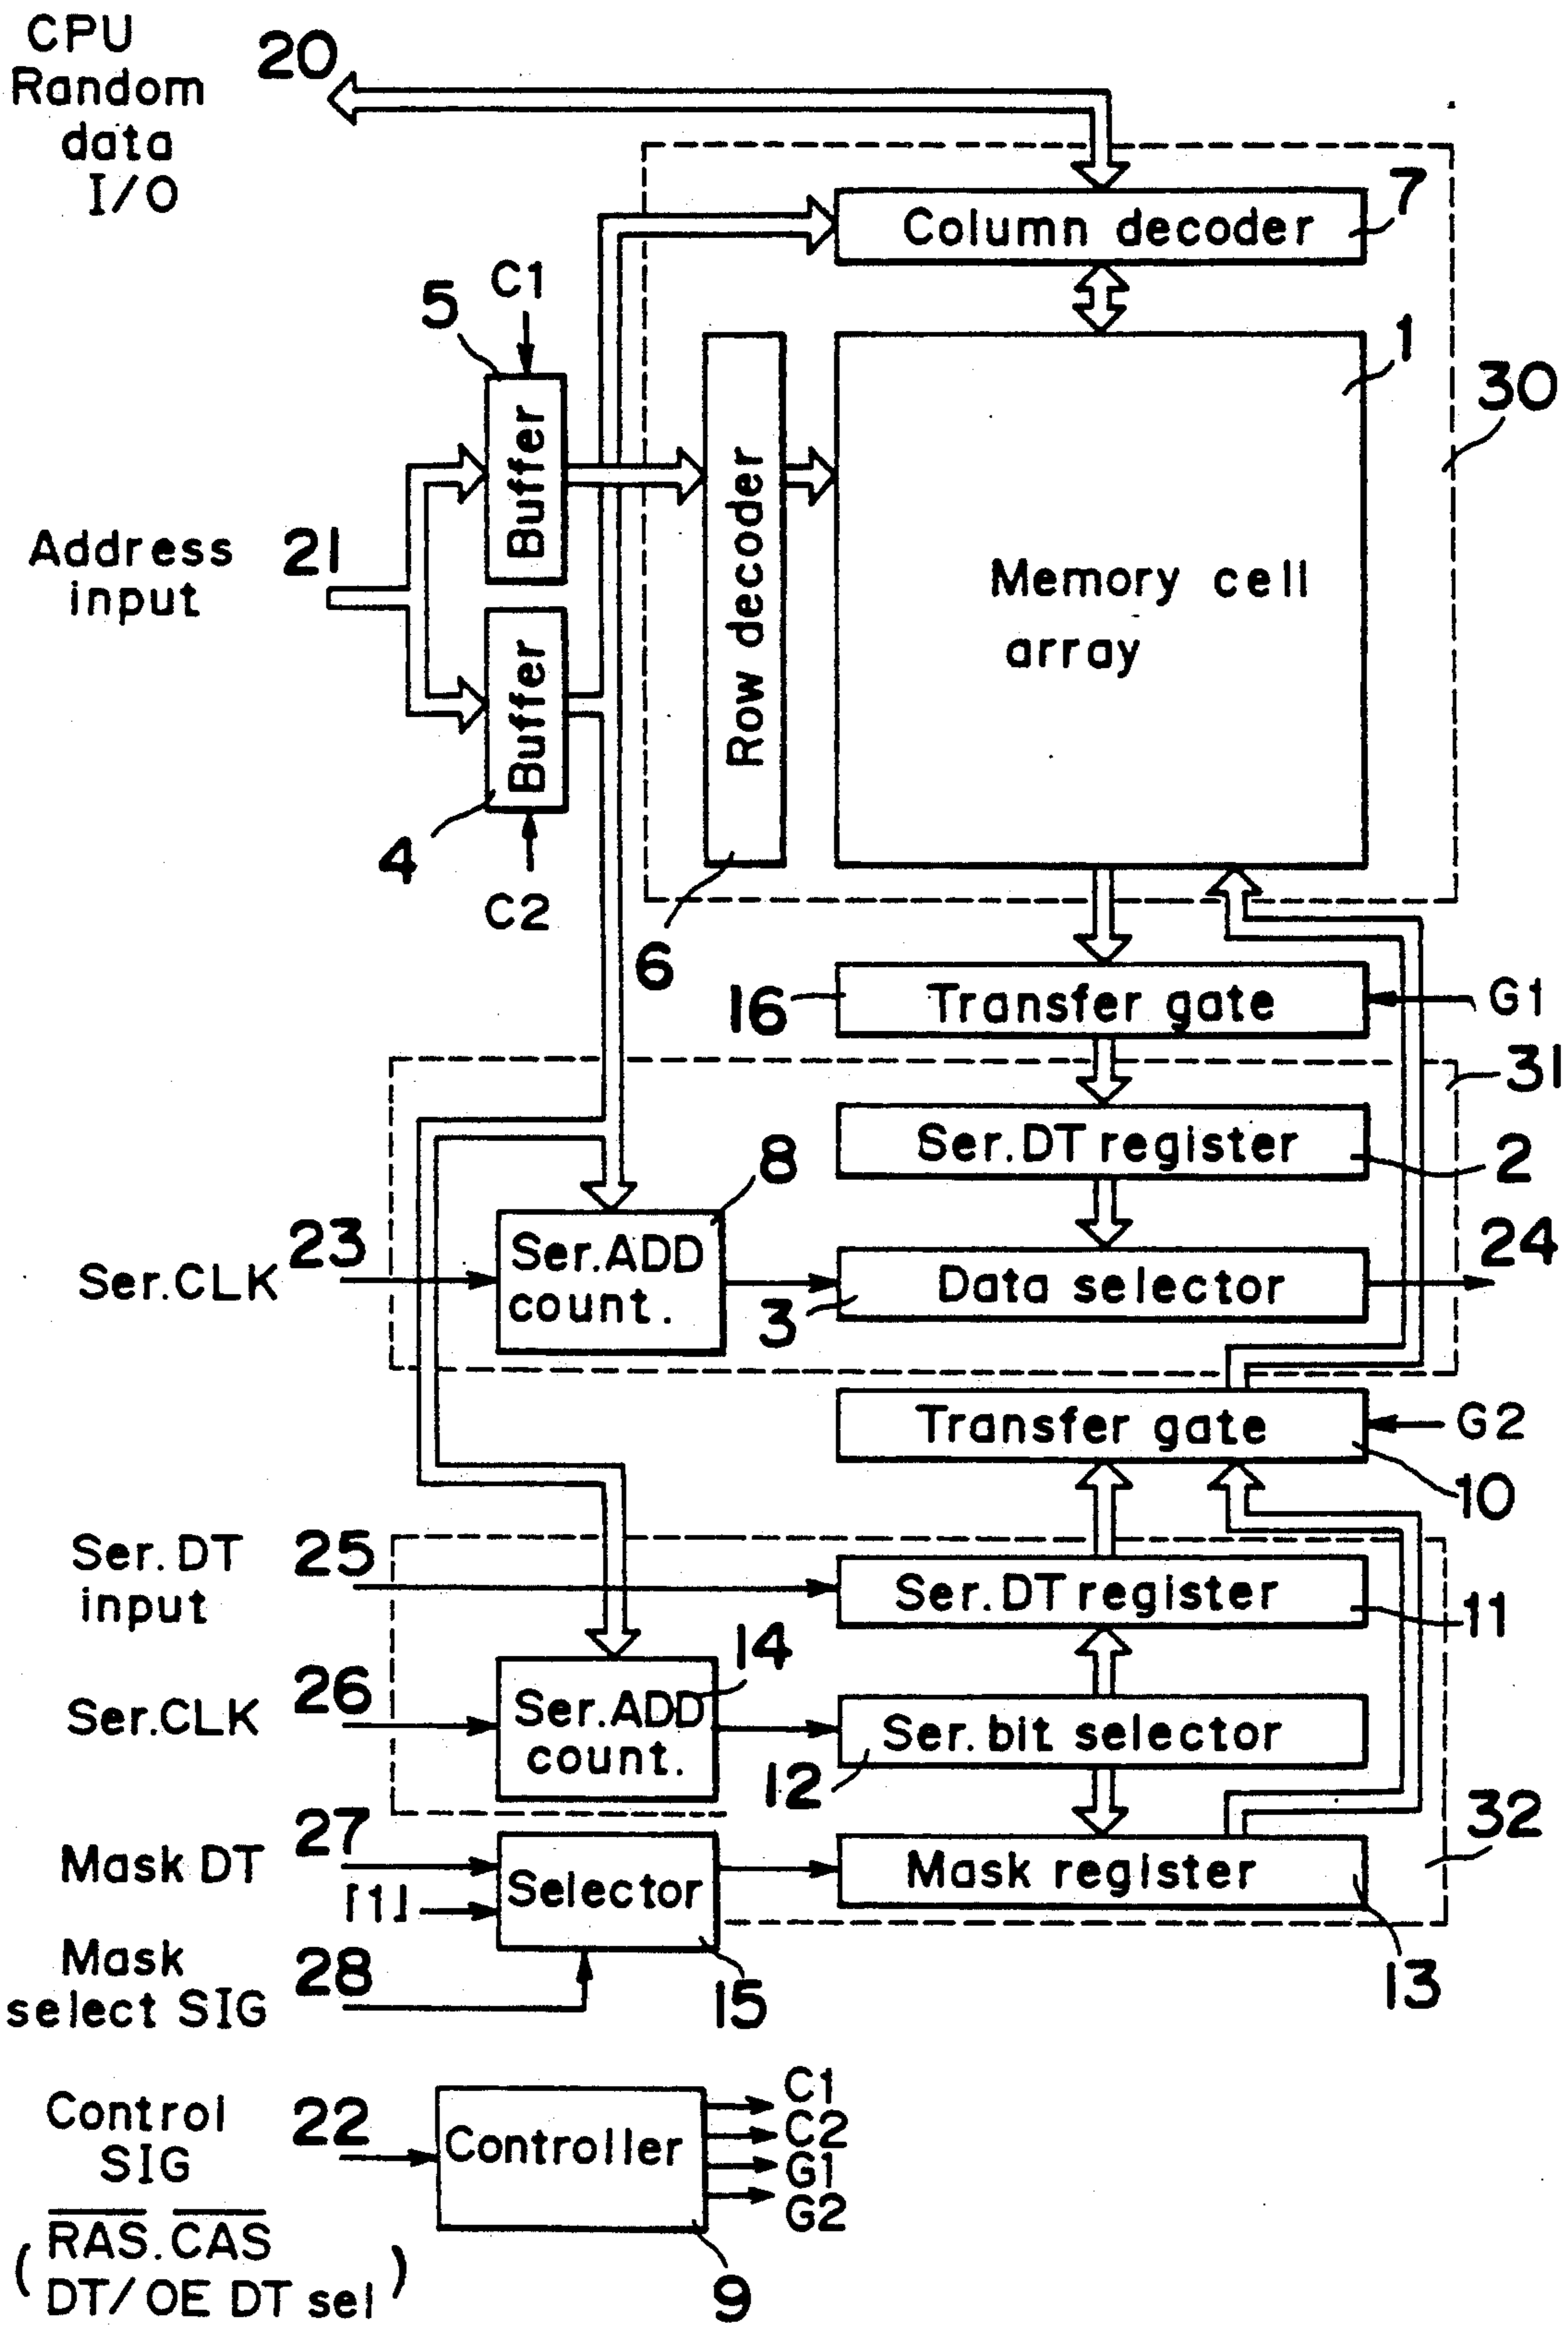 CPU
Random
data
I/O
20
Column decoder
7
C1
5
Buffer
Address
input
21
Buffer
4
C2
Row decoder
6
Memory cell
array
1
30
16
Transfer gate
G1
31
Ser.DT register
2
8
Ser.CLK
23
Ser.ADD
count.
3
Data selector
24
Transfer gate
G2
10
Ser.DT
input
25
Ser.DT register
11
Ser.CLK
26
14
Ser.ADD
count.
12
Ser.bit selector
32
Mask DT
27
「1」
Selector
Mask register
13
Mask
select SIG
28
15
Control
SIG
22
Controller
C1
C2
G1
G2
9
( R̅A̅S̅.C̅A̅S̅
DT/OE DT sel )